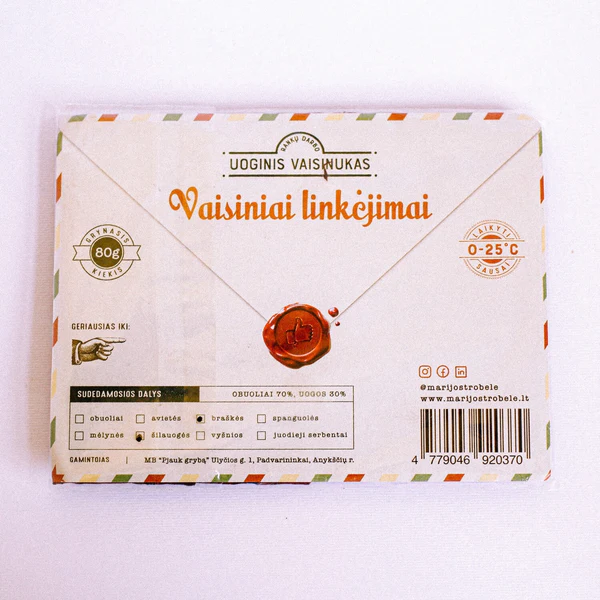 RANKŲ DARBO
UOGINIS VAISINUKAS
Vaisiniai linkėjimai
GRYNASIS
80g
KIEKIS
LAIKYTI
0-25°C
SAUSAI
GERIAUSIAS IKI:
SUDEDAMOSIOS DALYS OBUOLIAI 70%, UOGOS 30%
obuoliai avietės braškės spanguolės
mėlynės šilauogės vyšnios juodieji serbentai
GAMINTOJAS | MB "Pjauk grybą" Ulyčios g. 1, Padvarininkai, Anykščių r.
@marijostrobele
www.marijostrobele.lt
4 779046 920370